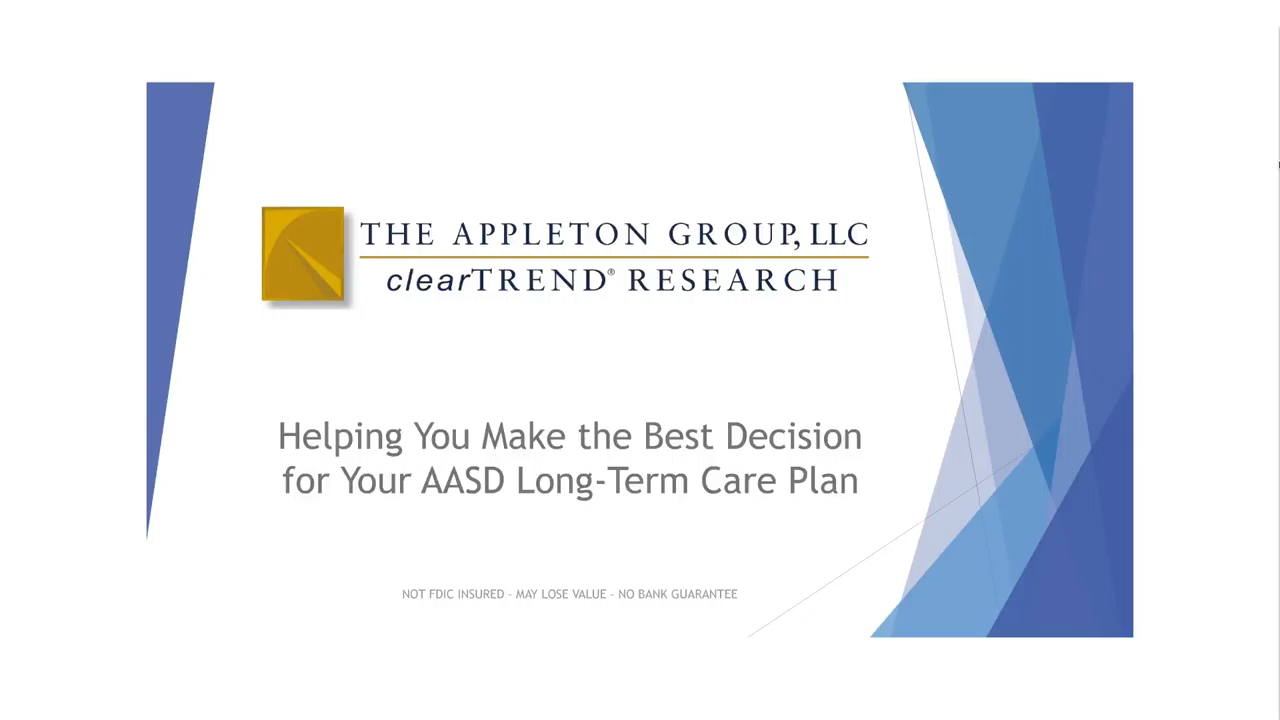 THE APPLETON GROUP, LLC
clearTREND® RESEARCH
Helping You Make the Best Decision
for Your AASD Long-Term Care Plan
NOT FDIC INSURED – MAY LOSE VALUE – NO BANK GUARANTEE